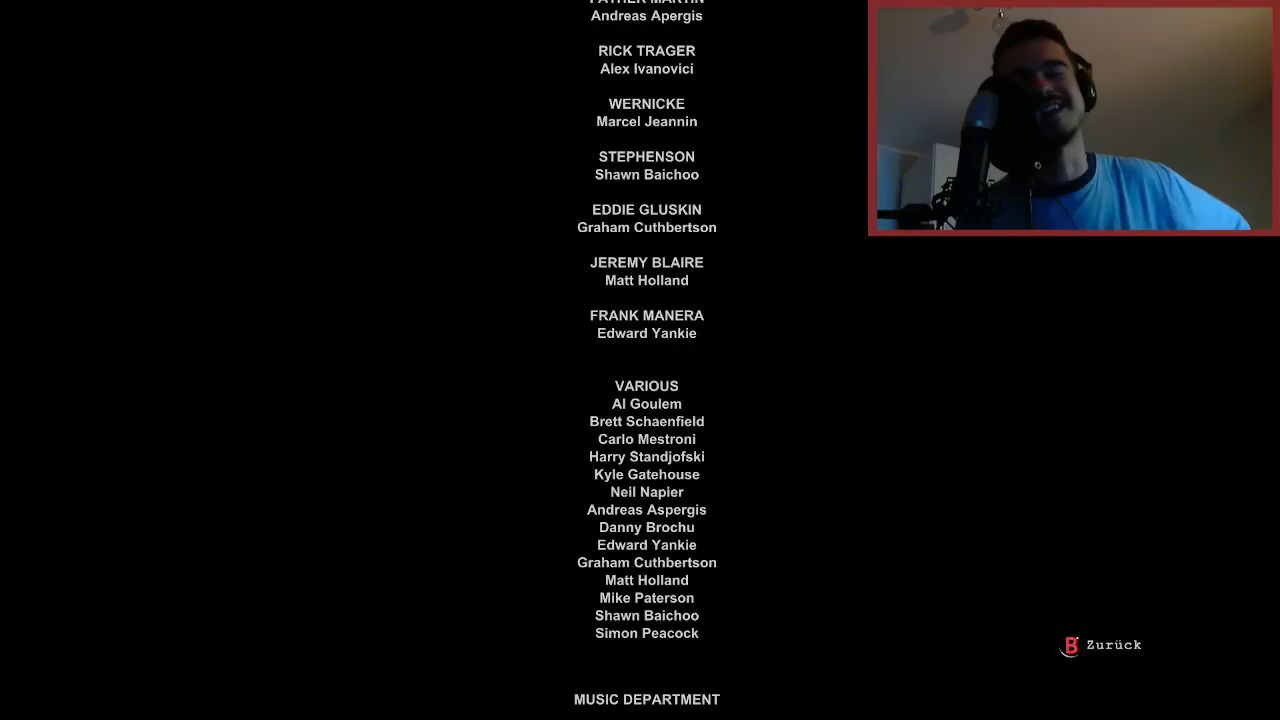 FATHER MARTIN
Andreas Apergis
RICK TRAGER
Alex Ivanovici
WERNICKE
Marcel Jeannin
STEPHENSON
Shawn Baichoo
EDDIE GLUSKIN
Graham Cuthbertson
JEREMY BLAIRE
Matt Holland
FRANK MANERA
Edward Yankie
VARIOUS
Al Goulem
Brett Schaenfield
Carlo Mestroni
Harry Standjofski
Kyle Gatehouse
Neil Napier
Andreas Aspergis
Danny Brochu
Edward Yankie
Graham Cuthbertson
Matt Holland
Mike Paterson
Shawn Baichoo
Simon Peacock
B Zurück
MUSIC DEPARTMENT